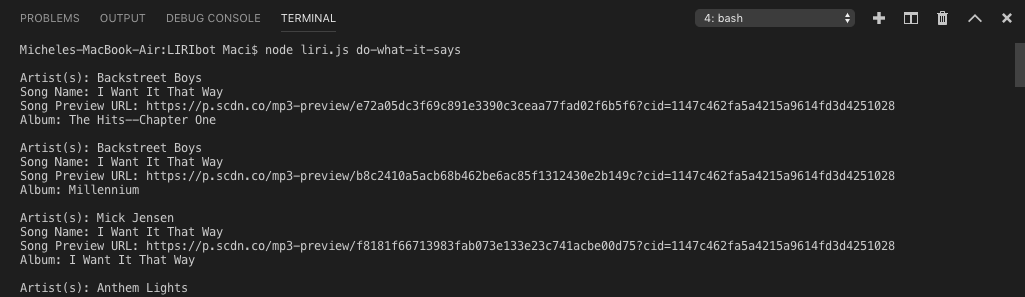 PROBLEMS OUTPUT DEBUG CONSOLE TERMINAL 4: bash
Micheles-MacBook-Air:LIRIbot Maci$ node liri.js do-what-it-says
Artist(s): Backstreet Boys
Song Name: I Want It That Way
Song Preview URL: https://p.scdn.co/mp3-preview/e72a05dc3f69c891e3390c3ceaa77fad02f6b5f6?cid=1147c462fa5a4215a9614fd3d4251028
Album: The Hits--Chapter One
Artist(s): Backstreet Boys
Song Name: I Want It That Way
Song Preview URL: https://p.scdn.co/mp3-preview/b8c2410a5acb68b462be6ac85f1312430e2b149c?cid=1147c462fa5a4215a9614fd3d4251028
Album: Millennium
Artist(s): Mick Jensen
Song Name: I Want It That Way
Song Preview URL: https://p.scdn.co/mp3-preview/f8181f66713983fab073e133e23c741acbe00d75?cid=1147c462fa5a4215a9614fd3d4251028
Album: I Want It That Way
Artist(s): Anthem Lights